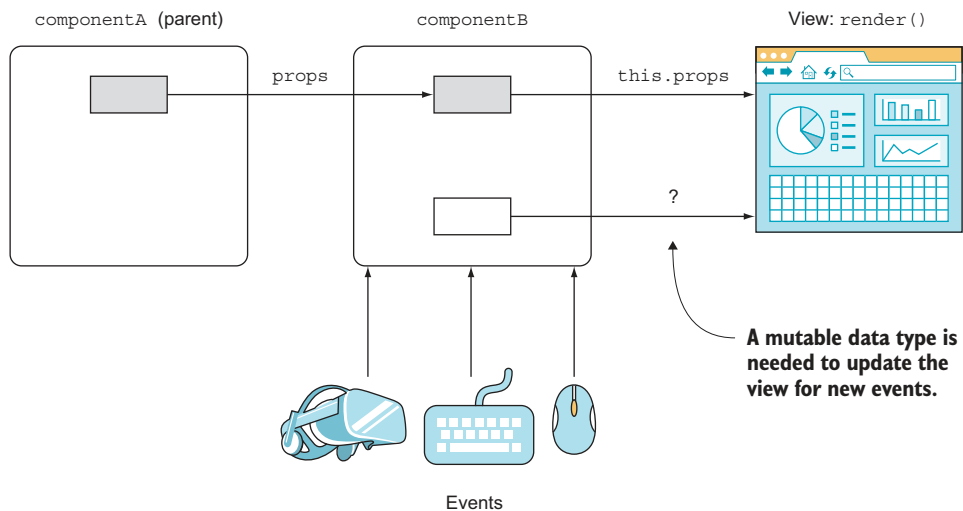 componentA (parent)
componentB
View: render()
props
this.props
?
A mutable data type is
needed to update the
view for new events.
Events